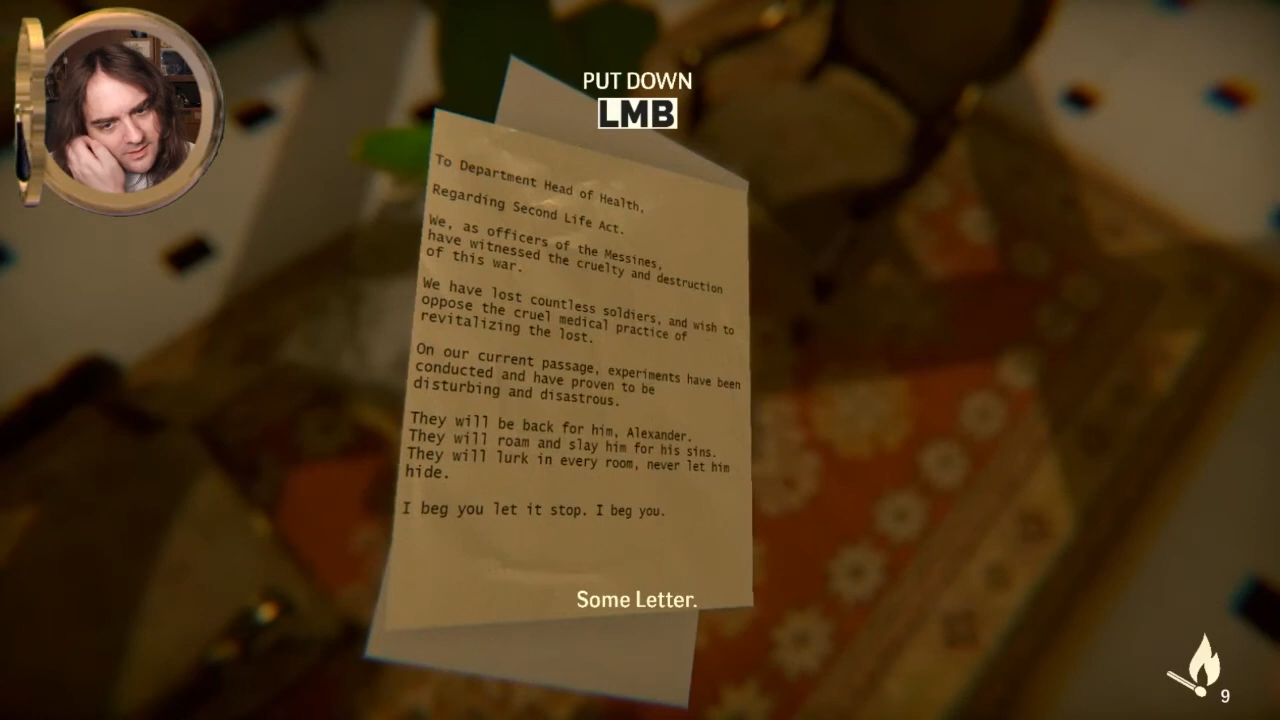 PUT DOWN
LMB
To Department Head of Health,
Regarding Second Life Act.
We, as officers of the Messines,
have witnessed the cruelty and destruction
of this war.
We have lost countless soldiers, and wish to
oppose the cruel medical practice of
revitalizing the lost.
On our current passage, experiments have been
conducted and have proven to be
disturbing and disastrous.
They will be back for him, Alexander.
They will roam and slay him for his sins.
They will lurk in every room, never let him
hide.
I beg you let it stop. I beg you.
Some Letter.
9